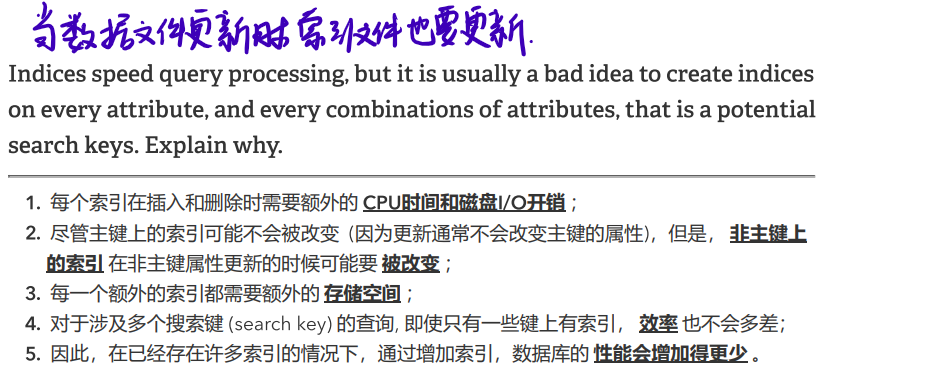 当数据文件更新时索引文件也要更新.
Indices speed query processing, but it is usually a bad idea to create indices
on every attribute, and every combinations of attributes, that is a potential
search keys. Explain why.
1. 每个索引在插入和删除时需要额外的 CPU时间和磁盘I/O开销 ；
2. 尽管主键上的索引可能不会被改变 (因为更新通常不会改变主键的属性)，但是， 非主键上
的索引 在非主键属性更新的时候可能要 被改变 ；
3. 每一个额外的索引都需要额外的 存储空间 ；
4. 对于涉及多个搜索键 (search key) 的查询, 即使只有一些键上有索引， 效率 也不会多差；
5. 因此，在已经存在许多索引的情况下，通过增加索引，数据库的 性能会增加得更少 。